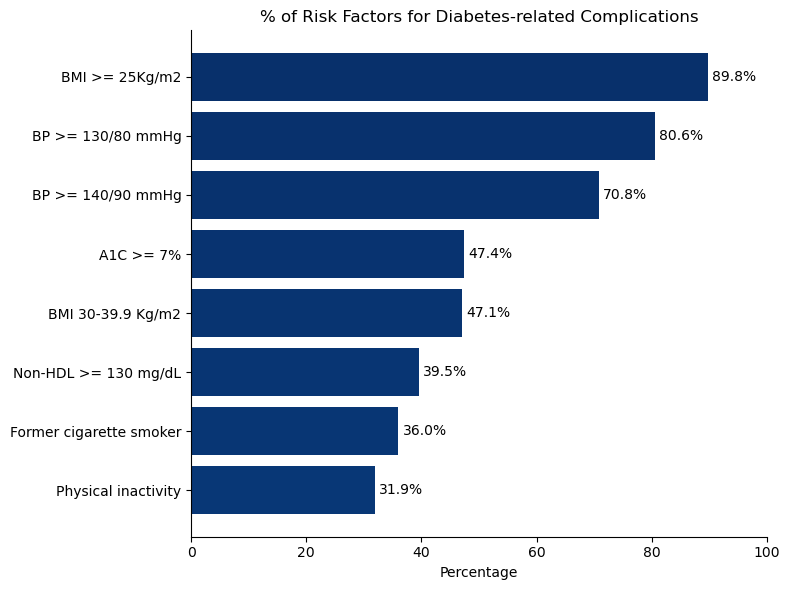 % of Risk Factors for Diabetes-related Complications
BMI >= 25Kg/m2
89.8%
BP >= 130/80 mmHg
80.6%
BP >= 140/90 mmHg
70.8%
A1C >= 7%
47.4%
BMI 30-39.9 Kg/m2
47.1%
Non-HDL >= 130 mg/dL
39.5%
Former cigarette smoker
36.0%
Physical inactivity
31.9%
0 20 40 60 80 100
Percentage